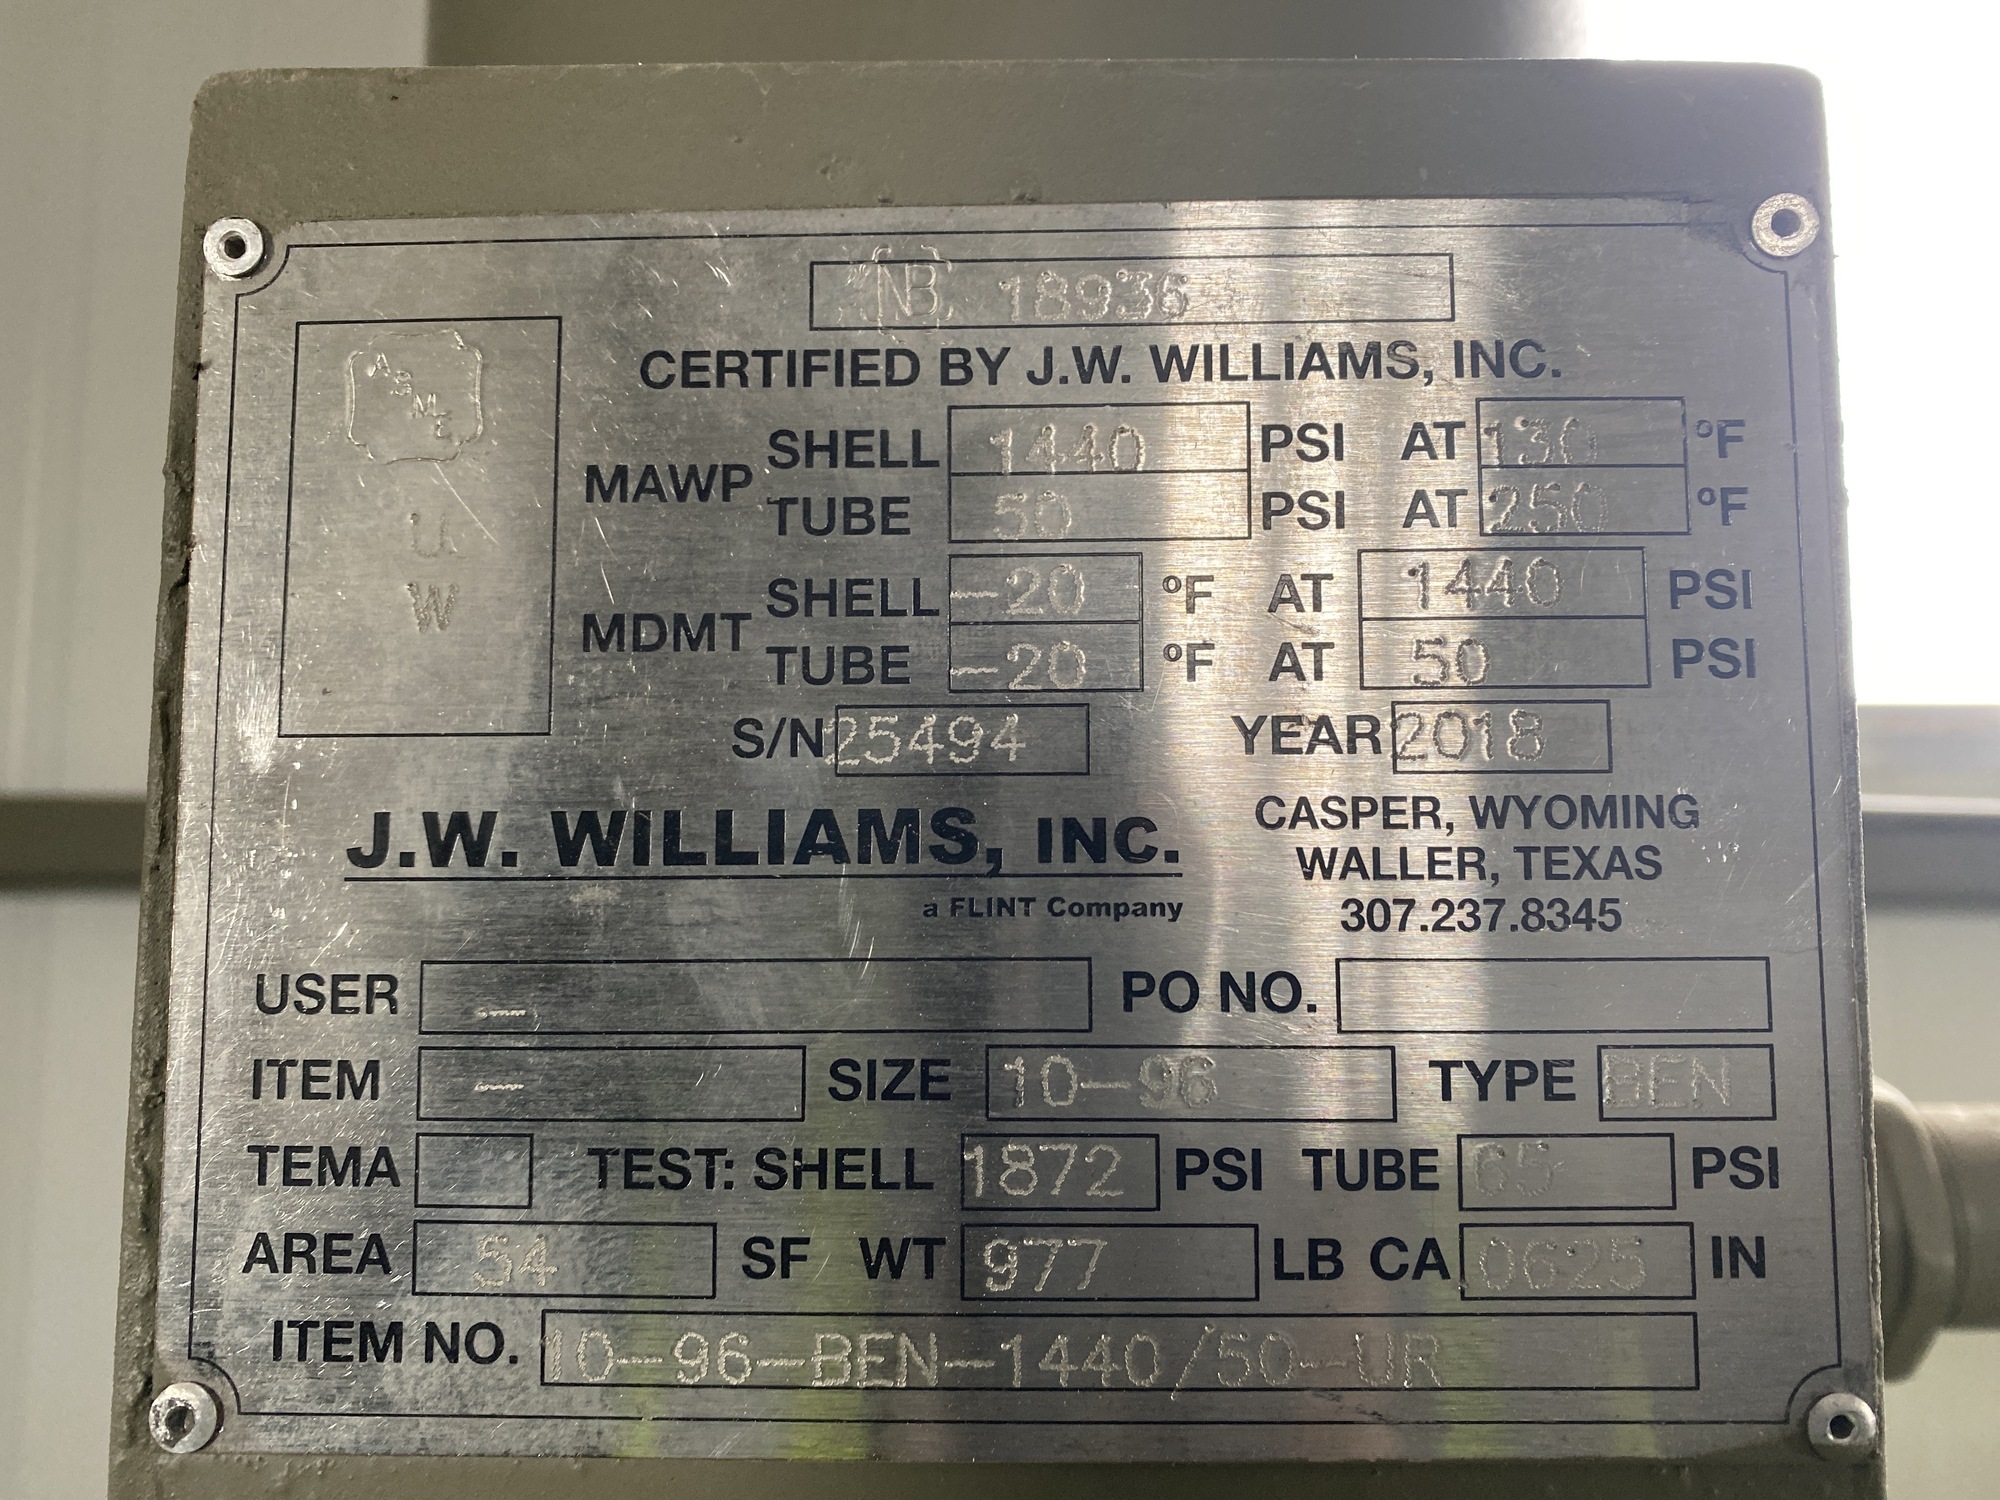 NB 18936
CERTIFIED BY J.W. WILLIAMS, INC.
ASME
U
W
MAWP SHELL 1440 PSI AT 130 °F
TUBE 50 PSI AT 250 °F
MDMT SHELL -20 °F AT 1440 PSI
TUBE -20 °F AT 50 PSI
S/N 25494 YEAR 2018
J.W. WILLIAMS, INC.
a FLINT Company
CASPER, WYOMING
WALLER, TEXAS
307.237.8345
USER - PO NO.
ITEM - SIZE 10-96 TYPE BEN
TEMA TEST: SHELL 1872 PSI TUBE 65 PSI
AREA 54 SF WT 977 LB CA 0625 IN
ITEM NO. 10-96-BEN-1440/50-UR